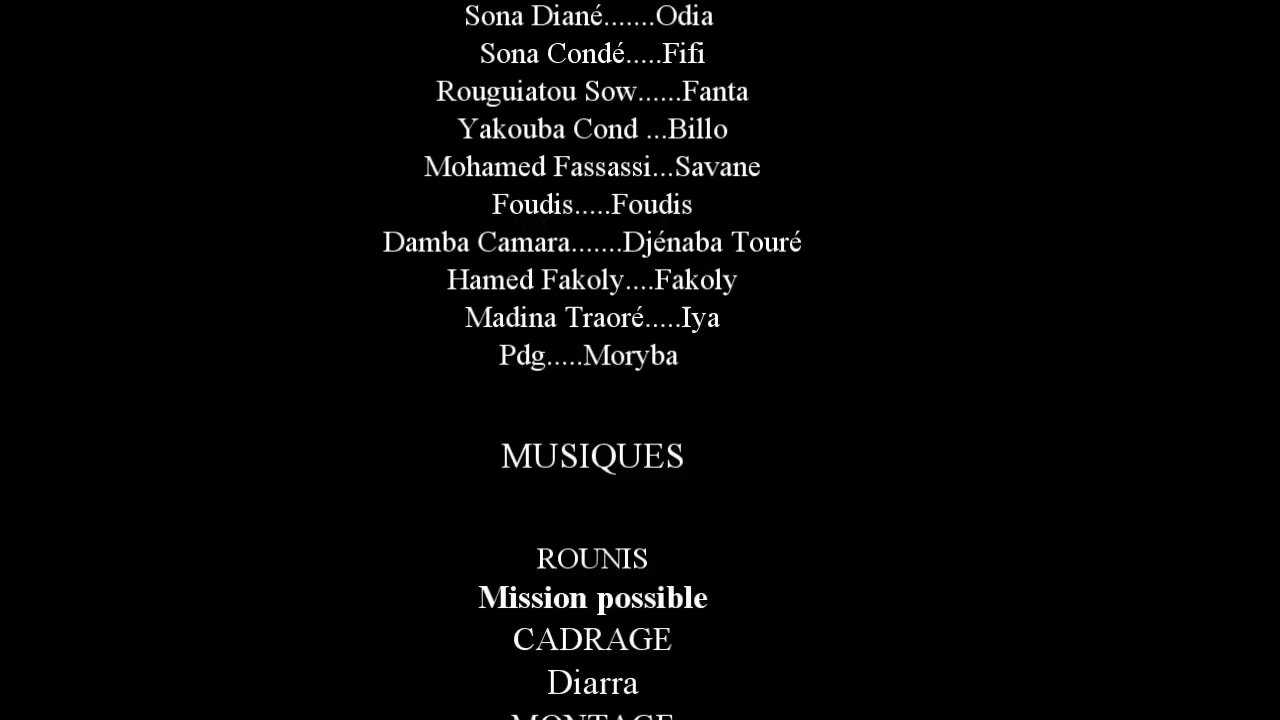 Sona Diané.......Odia
Sona Condé.....Fifi
Rouguiatou Sow......Fanta
Yakouba Cond ...Billo
Mohamed Fassassi...Savane
Foudis.....Foudis
Damba Camara.......Djénaba Touré
Hamed Fakoly....Fakoly
Madina Traoré.....Iya
Pdg.....Moryba
MUSIQUES
ROUNIS
Mission possible
CADRAGE
Diarra
MONTAGE